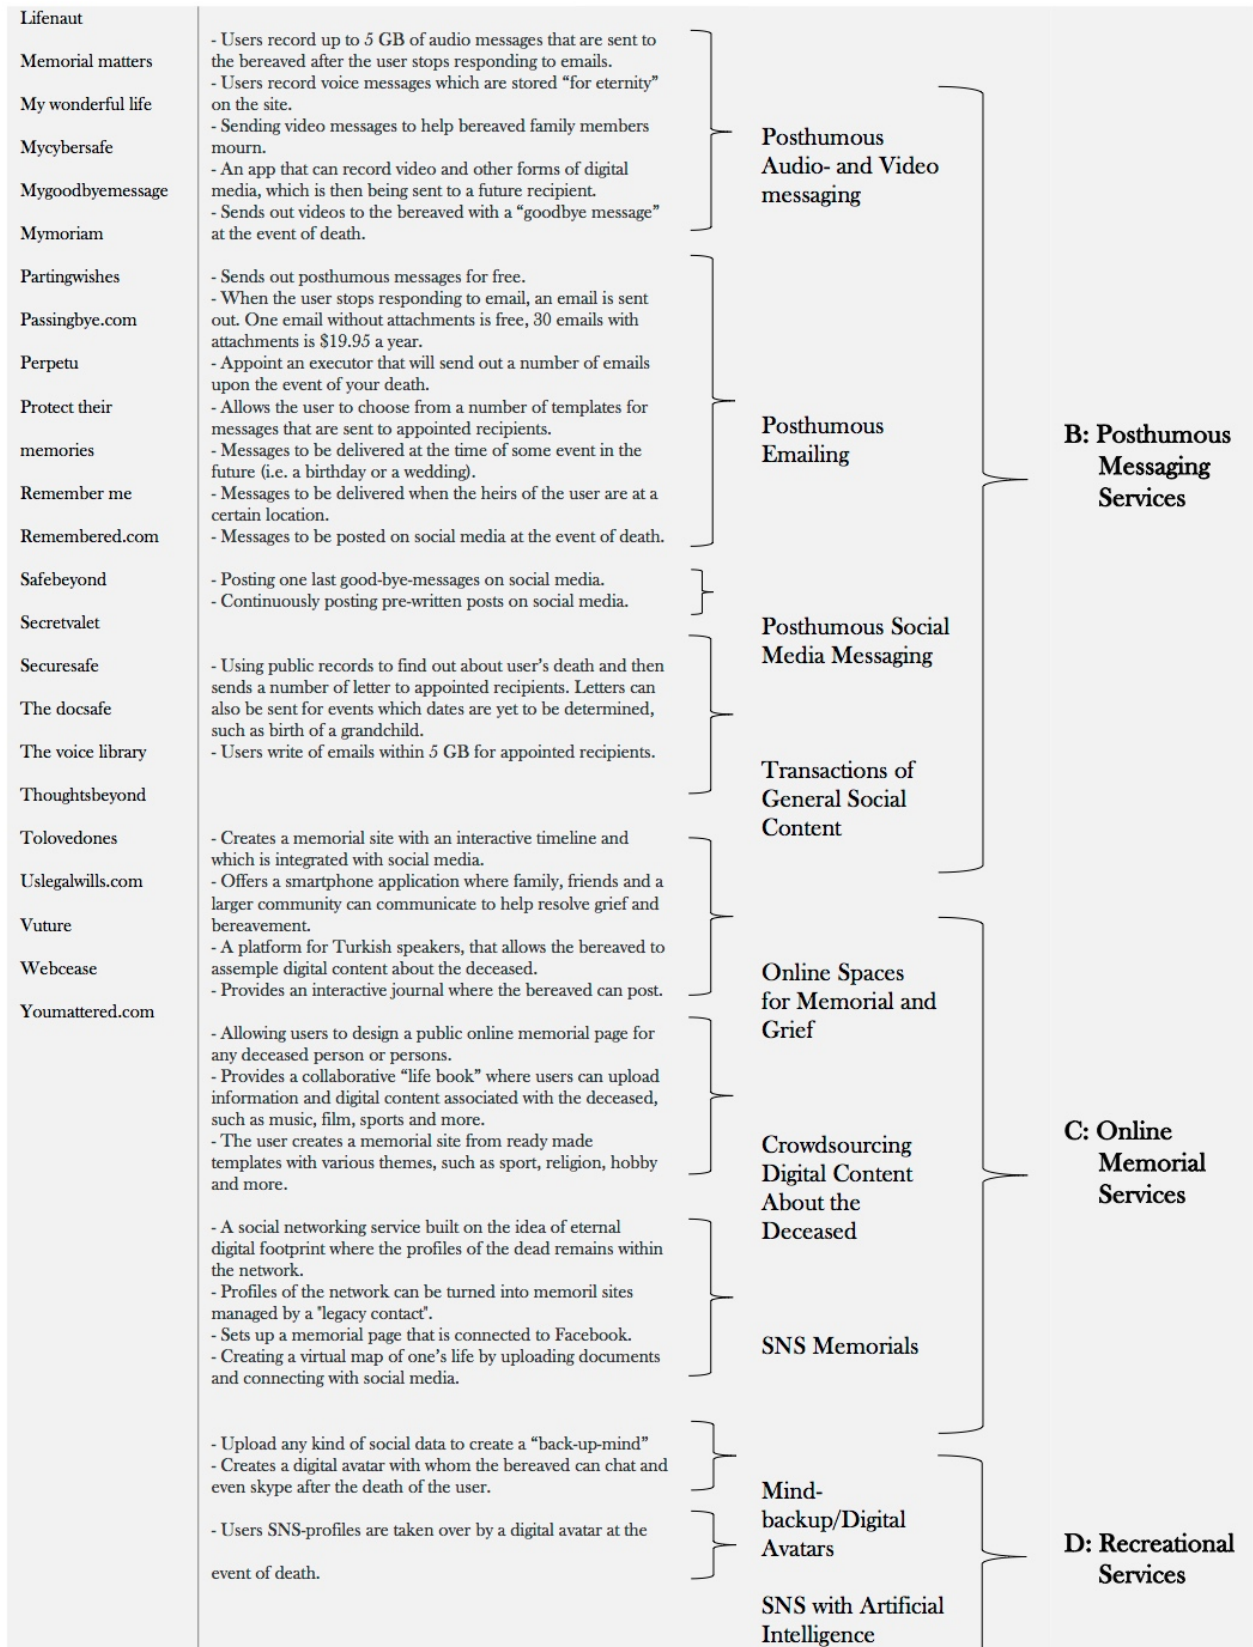 Lifenaut
Memorial matters
My wonderful life
Mycybersafe
Mygoodbyemessage
Mymoriam
Partingwishes
Passingbye.com
Perpetu
Protect their
memories
Remember me
Remembered.com
Safebeyond
Secretvalet
Securesafe
The docsafe
The voice library
Thoughtsbeyond
Tolovedones
Uslegalwills.com
Vuture
Webcease
Youmattered.com
- Users record up to 5 GB of audio messages that are sent to
the bereaved after the user stops responding to emails.
- Users record voice messages which are stored “for eternity”
on the site.
- Sending video messages to help bereaved family members
mourn.
- An app that can record video and other forms of digital
media, which is then being sent to a future recipient.
- Sends out videos to the bereaved with a “goodbye message”
at the event of death.
- Sends out posthumous messages for free.
- When the user stops responding to email, an email is sent
out. One email without attachments is free, 30 emails with
attachments is $19.95 a year.
- Appoint an executor that will send out a number of emails
upon the event of your death.
- Allows the user to choose from a number of templates for
messages that are sent to appointed recipients.
- Messages to be delivered at the time of some event in the
future (i.e. a birthday or a wedding).
- Messages to be delivered when the heirs of the user are at a
certain location.
- Messages to be posted on social media at the event of death.
- Posting one last good-bye-messages on social media.
- Continuously posting pre-written posts on social media.
- Using public records to find out about user’s death and then
sends a number of letter to appointed recipients. Letters can
also be sent for events which dates are yet to be determined,
such as birth of a grandchild.
- Users write of emails within 5 GB for appointed recipients.
- Creates a memorial site with an interactive timeline and
which is integrated with social media.
- Offers a smartphone application where family, friends and a
larger community can communicate to help resolve grief and
bereavement.
- A platform for Turkish speakers, that allows the bereaved to
assemple digital content about the deceased.
- Provides an interactive journal where the bereaved can post.
- Allowing users to design a public online memorial page for
any deceased person or persons.
- Provides a collaborative “life book” where users can upload
information and digital content associated with the deceased,
such as music, film, sports and more.
- The user creates a memorial site from ready made
templates with various themes, such as sport, religion, hobby
and more.
- A social networking service built on the idea of eternal
digital footprint where the profiles of the dead remains within
the network.
- Profiles of the network can be turned into memoril sites
managed by a "legacy contact".
- Sets up a memorial page that is connected to Facebook.
- Creating a virtual map of one’s life by uploading documents
and connecting with social media.
- Upload any kind of social data to create a “back-up-mind”
- Creates a digital avatar with whom the bereaved can chat and
even skype after the death of the user.
- Users SNS-profiles are taken over by a digital avatar at the
event of death.
Posthumous
Audio- and Video
messaging
Posthumous
Emailing
Posthumous Social
Media Messaging
Transactions of
General Social
Content
Online Spaces
for Memorial and
Grief
Crowdsourcing
Digital Content
About the
Deceased
SNS Memorials
Mind-
backup/Digital
Avatars
SNS with Artificial
Intelligence
B: Posthumous
Messaging
Services
C: Online
Memorial
Services
D: Recreational
Services